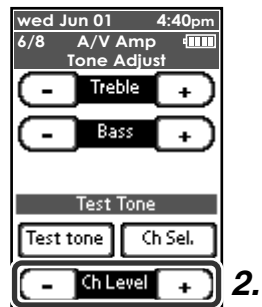 wed Jun 01 4:40pm
6/8 A/V Amp
Tone Adjust
- Treble +
- Bass +
Test Tone
Test tone Ch Sel.
- Ch Level + 2.